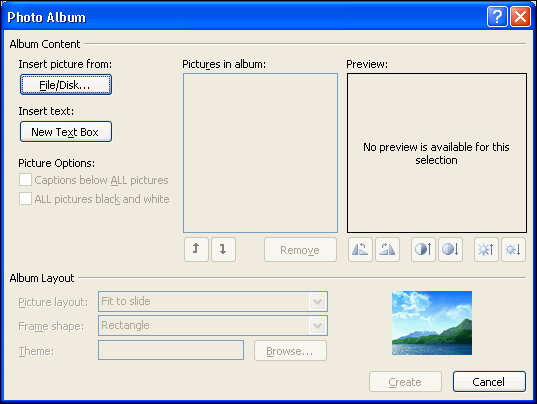 Photo Album
Album Content
Insert picture from:
File/Disk...
Insert text:
New Text Box
Picture Options:
Captions below ALL pictures
ALL pictures black and white
Pictures in album:
Remove
Preview:
No preview is available for this
selection
Album Layout
Picture layout: Fit to slide
Frame shape: Rectangle
Theme: Browse...
Create Cancel